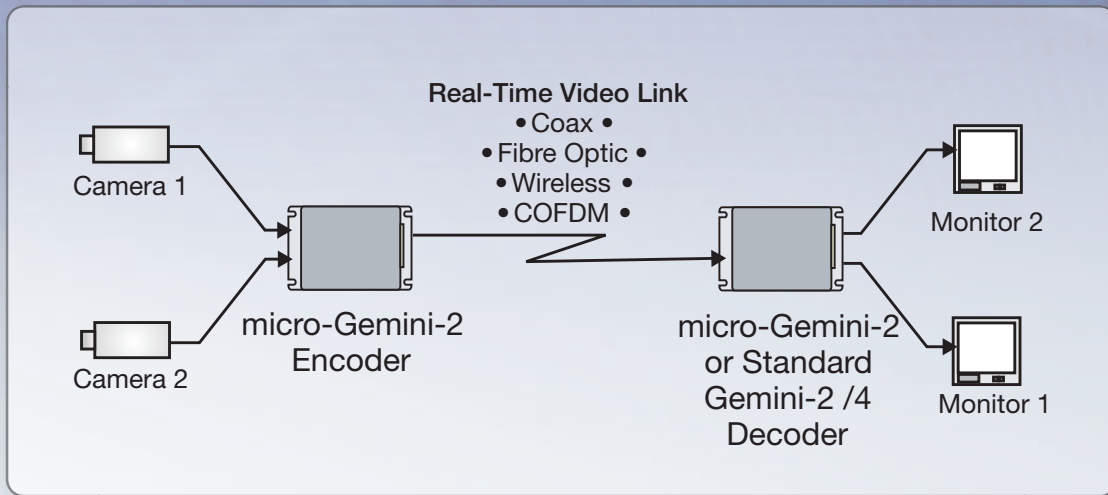 Real-Time Video Link
• Coax •
• Fibre Optic •
• Wireless •
• COFDM •
Camera 1
Camera 2
micro-Gemini-2
Encoder
micro-Gemini-2
or Standard
Gemini-2 /4
Decoder
Monitor 2
Monitor 1